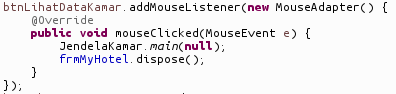 btnLihatDataKamar.addMouseListener(new MouseAdapter() {
    @Override
    public void mouseClicked(MouseEvent e) {
        JendelaKamar.main(null);
        frmMyHotel.dispose();
    }
});